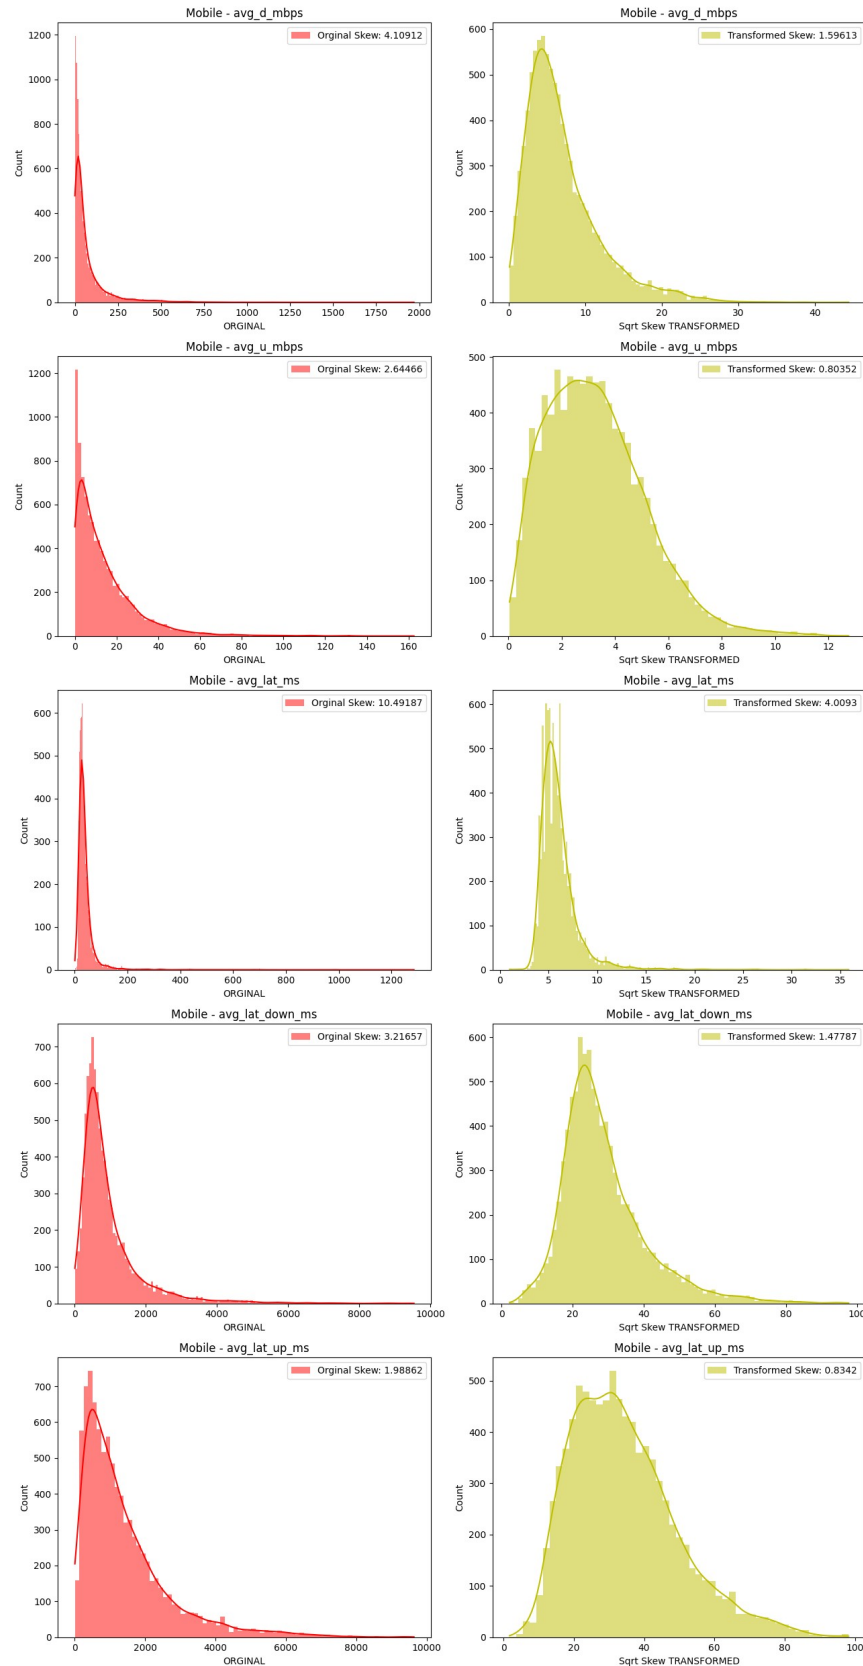 Mobile - avg_d_mbps
Orginal Skew: 4.10912
Count
1200
1000
800
600
400
200
0
0 250 500 750 1000 1250 1500 1750 2000
ORGINAL
Mobile - avg_d_mbps
Transformed Skew: 1.59613
Count
600
500
400
300
200
100
0
0 10 20 30 40
Sqrt Skew TRANSFORMED
Mobile - avg_u_mbps
Orginal Skew: 2.64466
Count
1200
1000
800
600
400
200
0
0 20 40 60 80 100 120 140 160
ORGINAL
Mobile - avg_u_mbps
Transformed Skew: 0.80352
Count
500
400
300
200
100
0
0 2 4 6 8 10 12
Sqrt Skew TRANSFORMED
Mobile - avg_lat_ms
Orginal Skew: 10.49187
Count
600
500
400
300
200
100
0
0 200 400 600 800 1000 1200
ORGINAL
Mobile - avg_lat_ms
Transformed Skew: 4.0093
Count
600
500
400
300
200
100
0
0 5 10 15 20 25 30 35
Sqrt Skew TRANSFORMED
Mobile - avg_lat_down_ms
Orginal Skew: 3.21657
Count
700
600
500
400
300
200
100
0
0 2000 4000 6000 8000 10000
ORGINAL
Mobile - avg_lat_down_ms
Transformed Skew: 1.47787
Count
600
500
400
300
200
100
0
0 20 40 60 80 100
Sqrt Skew TRANSFORMED
Mobile - avg_lat_up_ms
Orginal Skew: 1.98862
Count
700
600
500
400
300
200
100
0
0 2000 4000 6000 8000 10000
ORGINAL
Mobile - avg_lat_up_ms
Transformed Skew: 0.8342
Count
500
400
300
200
100
0
0 20 40 60 80 100
Sqrt Skew TRANSFORMED